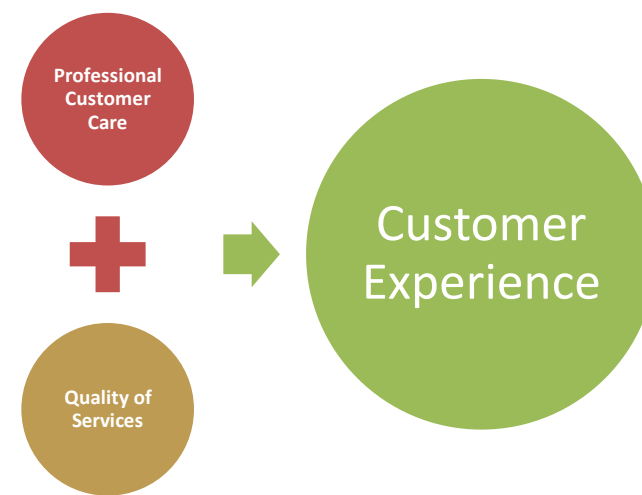 Professional
Customer
Care
Quality of
Services
Customer
Experience